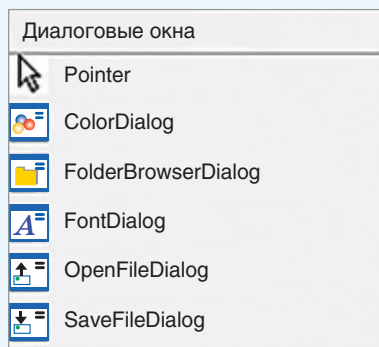 Диалоговые окна
Pointer
ColorDialog
FolderBrowserDialog
FontDialog
OpenFileDialog
SaveFileDialog